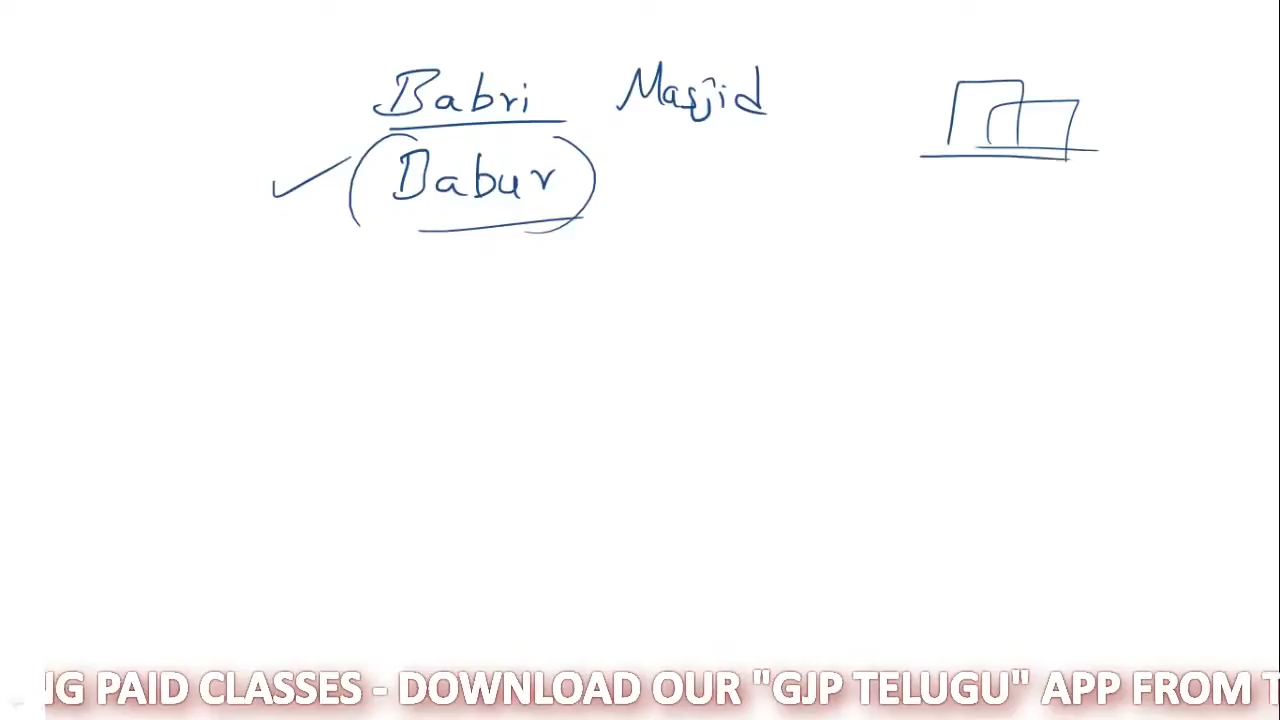 Babri Masjid
Babur
NG PAID CLASSES - DOWNLOAD OUR "GJP TELUGU" APP FROM T